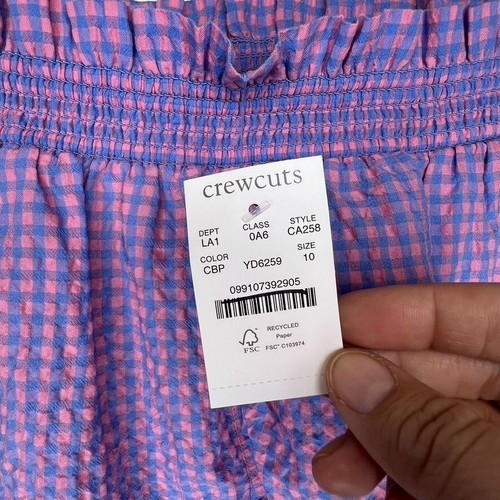 crewcuts
DEPT CLASS STYLE
LA1 0A6 CA258
COLOR SIZE
CBP YD6259 10
099107392905
FSC
RECYCLED
Paper
FSC® C103974